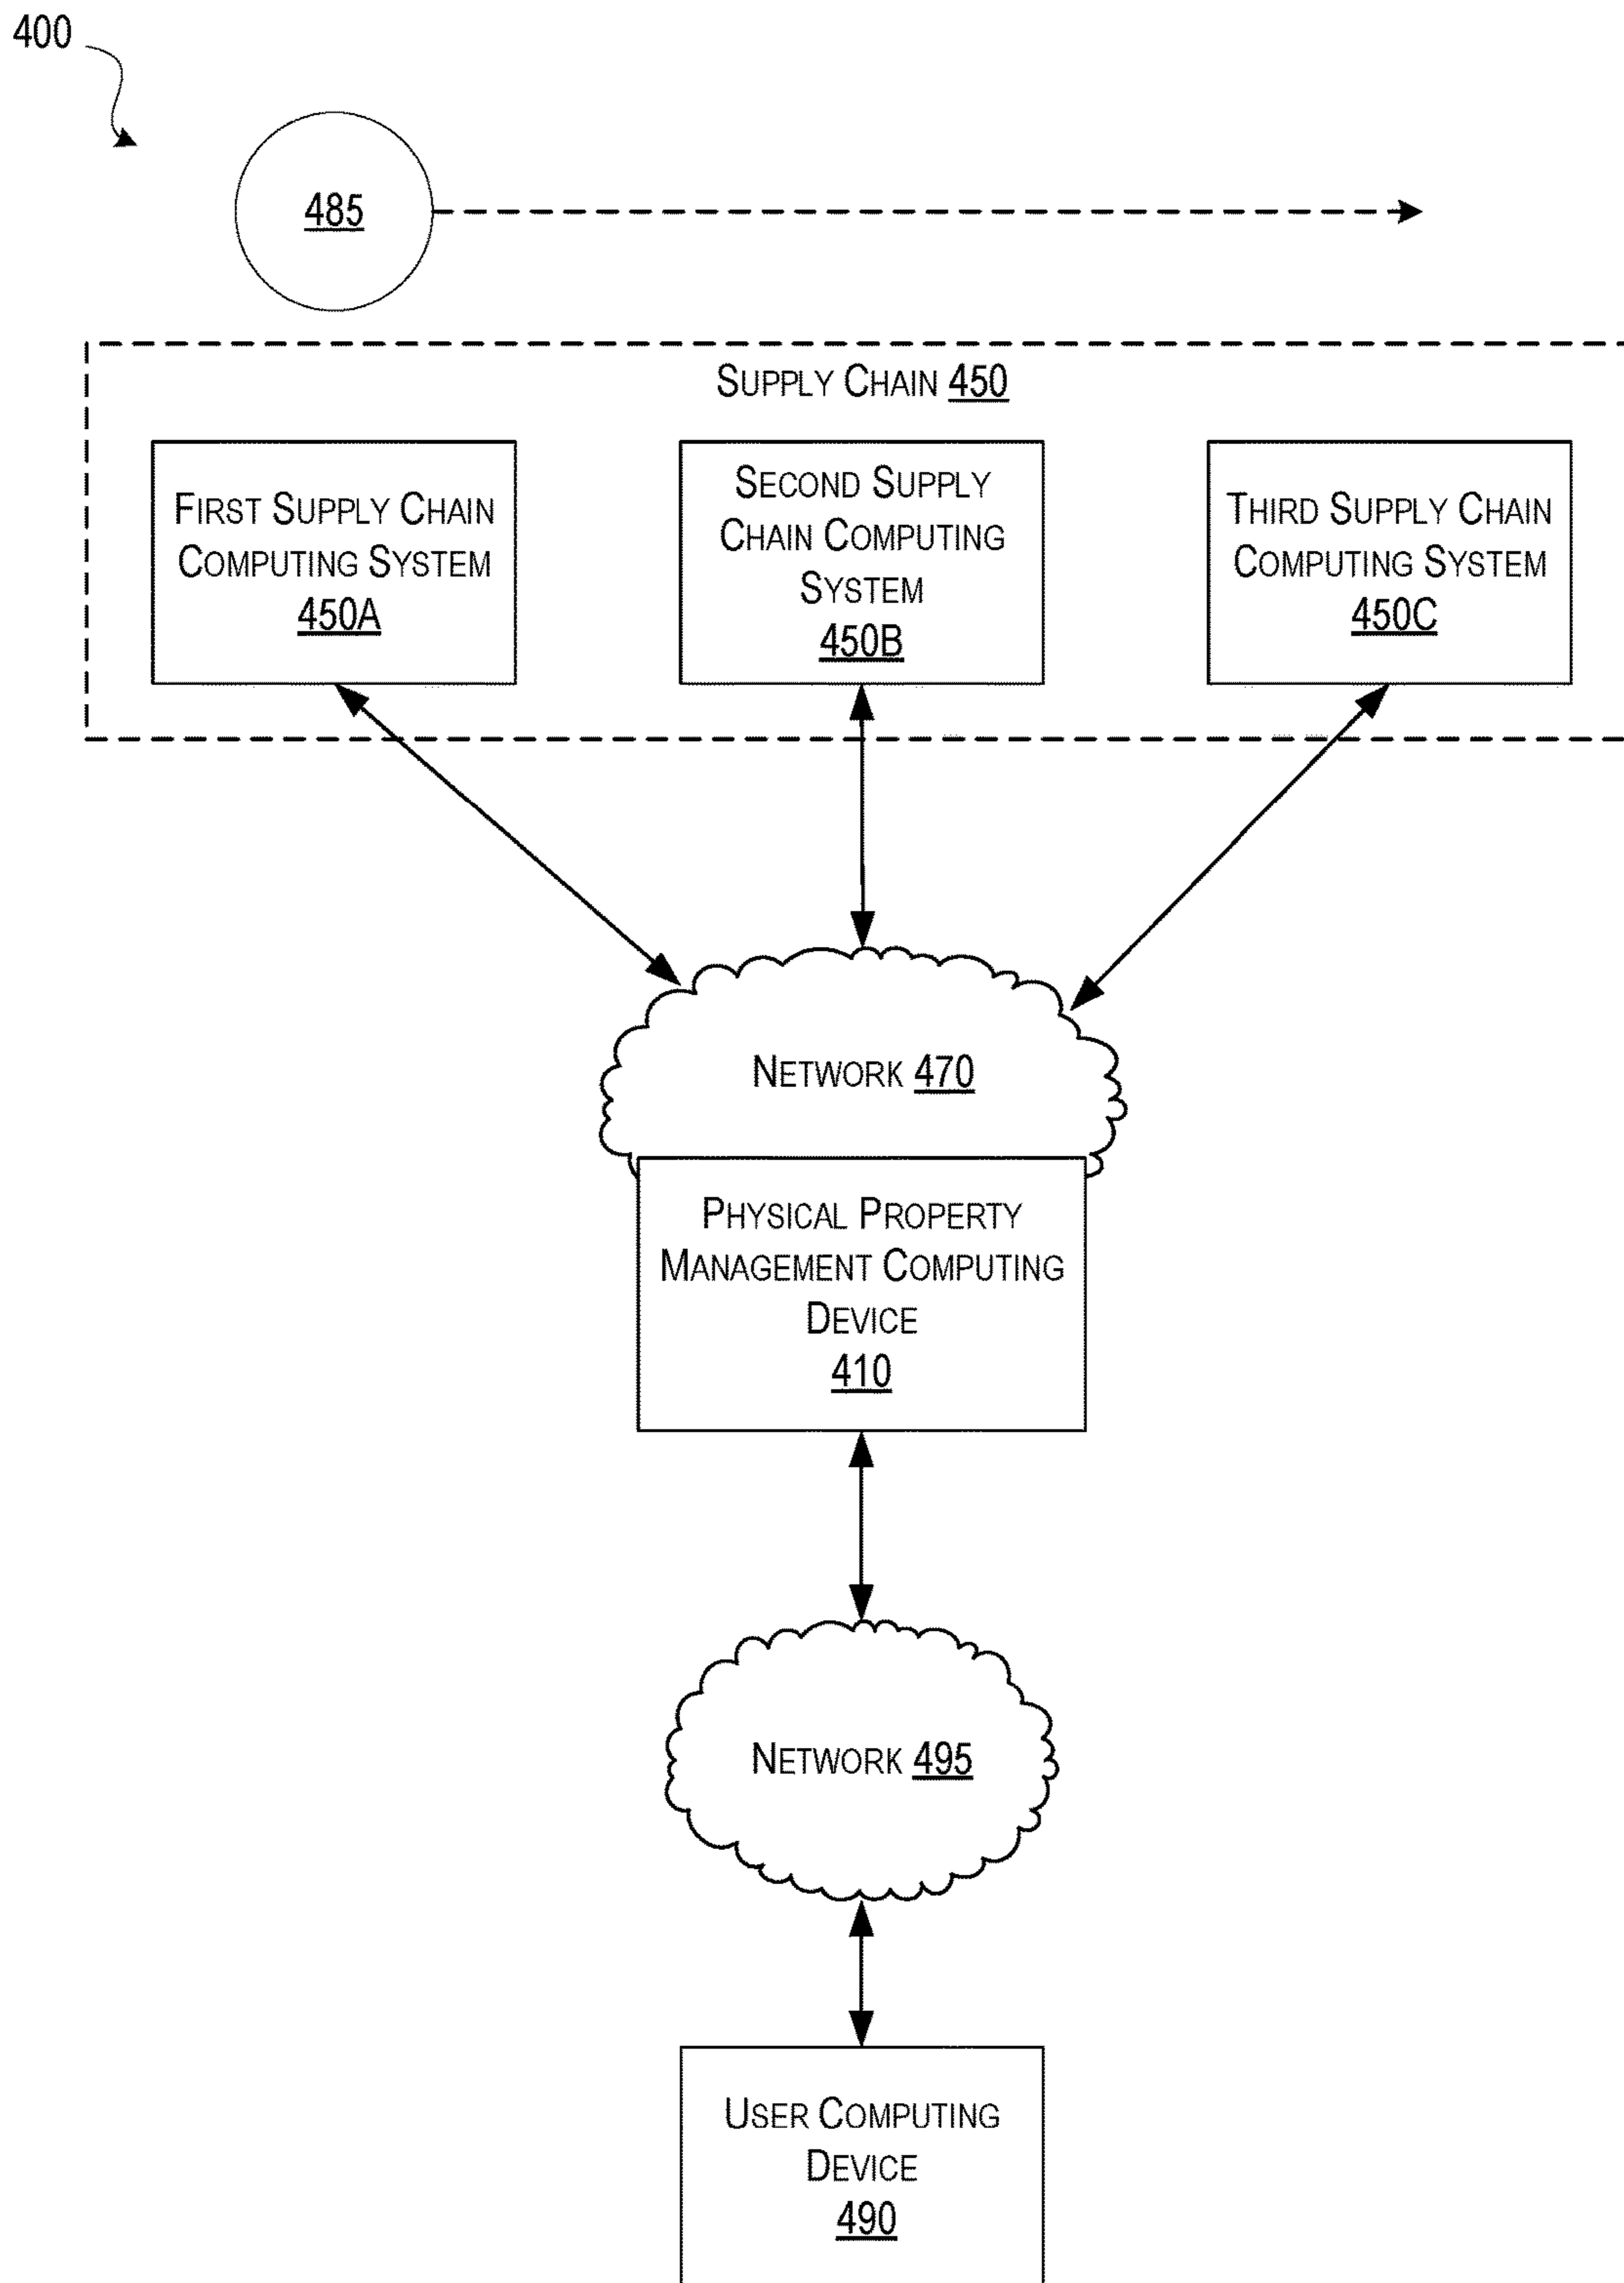 400
485
SUPPLY CHAIN 450
FIRST SUPPLY CHAIN
COMPUTING SYSTEM
450A
SECOND SUPPLY
CHAIN COMPUTING
SYSTEM
450B
THIRD SUPPLY CHAIN
COMPUTING SYSTEM
450C
NETWORK 470
PHYSICAL PROPERTY
MANAGEMENT COMPUTING
DEVICE
410
NETWORK 495
USER COMPUTING
DEVICE
490